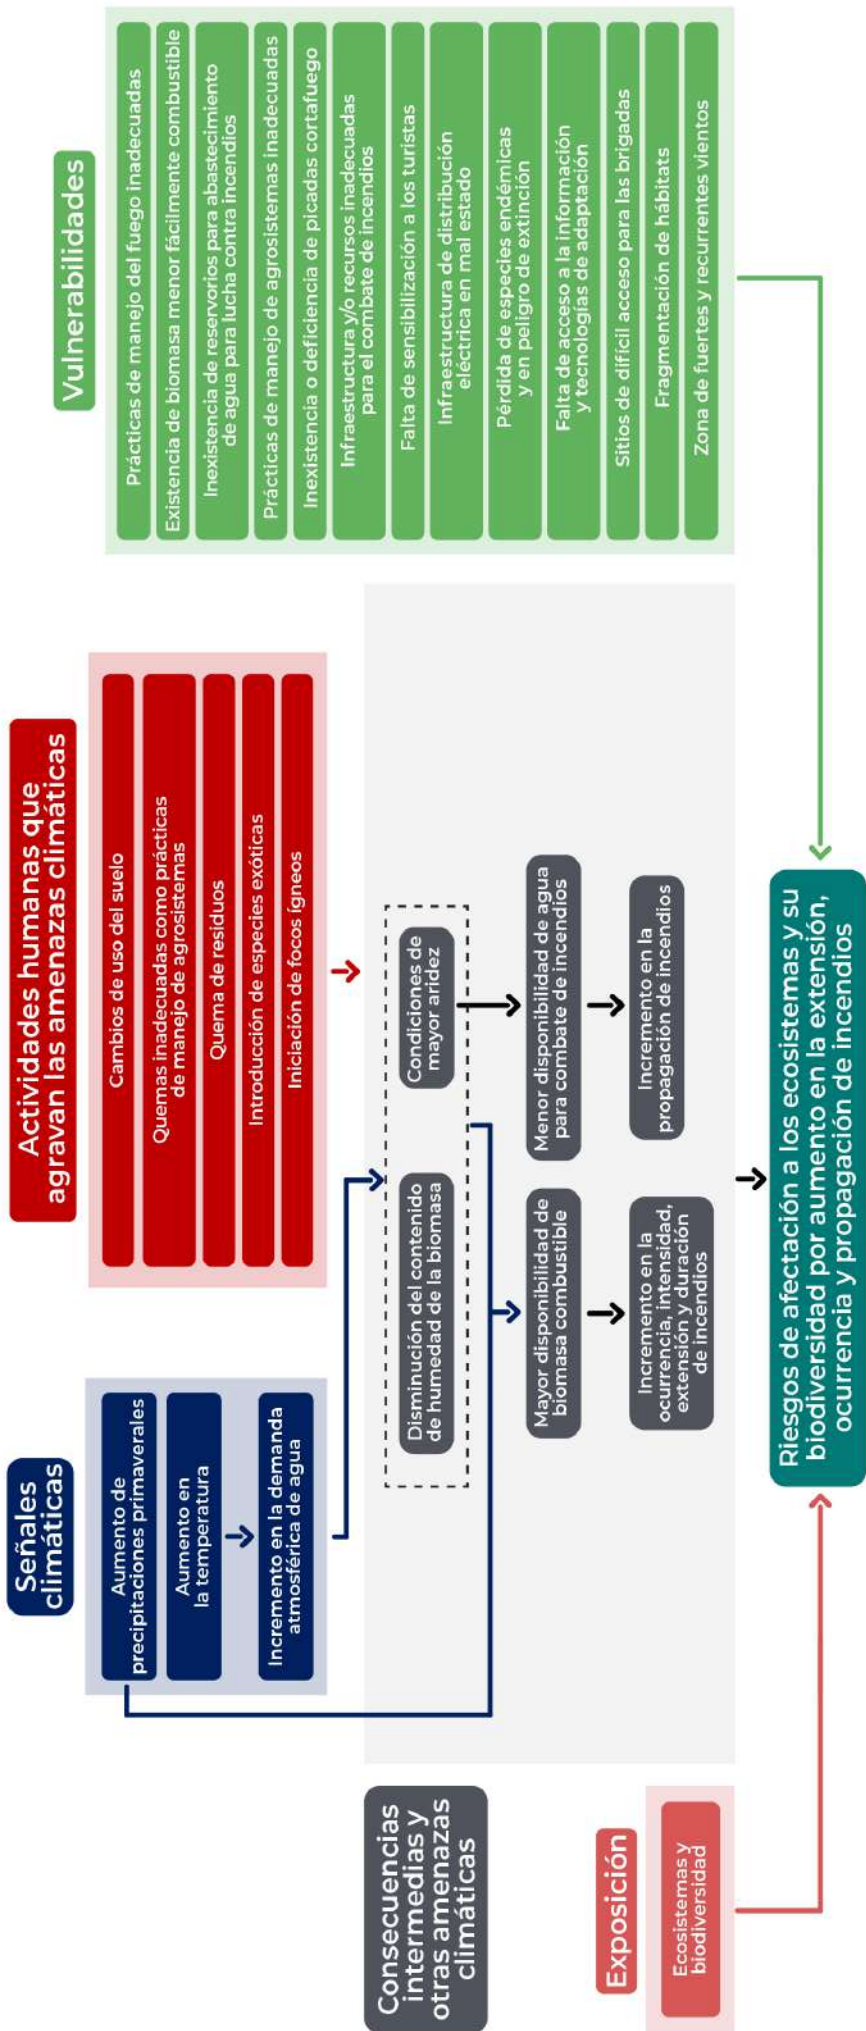 Señales
climáticas
Aumento de
precipitaciones primaverales
Aumento en
la temperatura
Incremento en la demanda
atmosférica de agua
Actividades humanas que
agravan las amenazas climáticas
Cambios de uso del suelo
Quemas inadecuadas como prácticas
de manejo de agrosistemas
Quema de residuos
Introducción de especies exóticas
Iniciación de focos ígneos
Vulnerabilidades
Prácticas de manejo del fuego inadecuadas
Existencia de biomasa menor fácilmente combustible
Inexistencia de reservorios para abastecimiento
de agua para lucha contra incendios
Prácticas de manejo de agrosistemas inadecuadas
Inexistencia o deficiencia de picadas cortafuego
Infraestructura y/o recursos inadecuadas
para el combate de incendios
Falta de sensibilización a los turistas
Infraestructura de distribución
eléctrica en mal estado
Pérdida de especies endémicas
y en peligro de extinción
Falta de acceso a la información
y tecnologías de adaptación
Sitios de difícil acceso para las brigadas
Fragmentación de hábitats
Zona de fuertes y recurrentes vientos
Consecuencias
intermedias y
otras amenazas
climáticas
Disminución del contenido
de humedad de la biomasa
Condiciones de
mayor aridez
Mayor disponibilidad de
biomasa combustible
Menor disponibilidad de agua
para combate de incendios
Incremento en la
ocurrencia, intensidad,
extensión y duración
de incendios
Incremento en la
propagación de incendios
Exposición
Ecosistemas y
biodiversidad
Riesgos de afectación a los ecosistemas y su
biodiversidad por aumento en la extensión,
ocurrencia y propagación de incendios